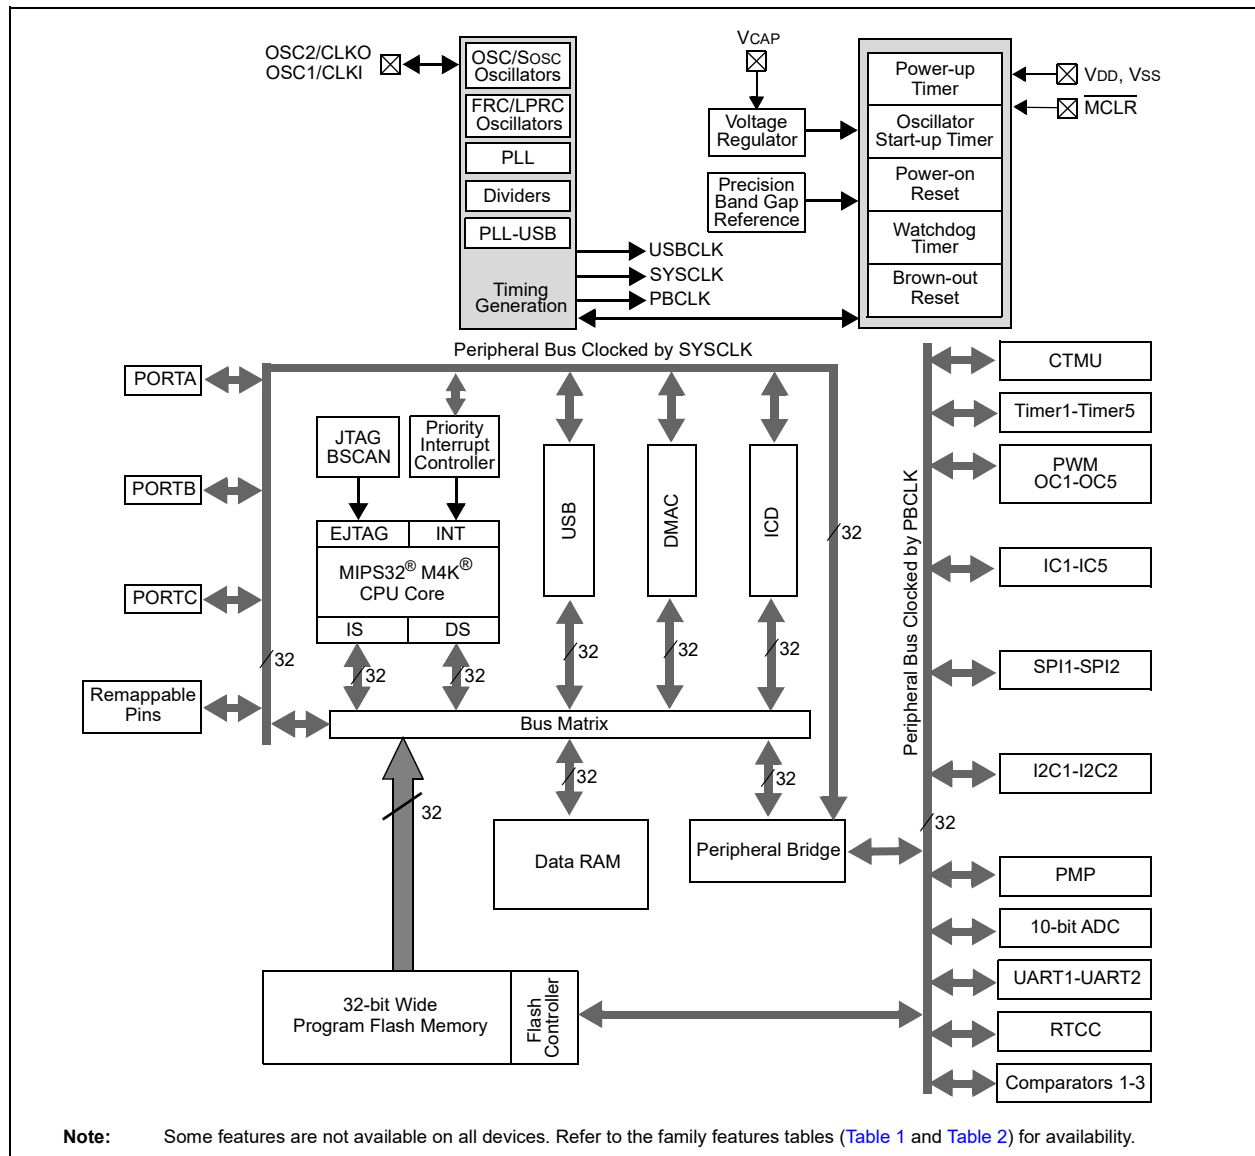 OSC2/CLKO
OSC1/CLKI
OSC/SOSC
Oscillators
FRC/LPRC
Oscillators
PLL
Dividers
PLL-USB
Timing
Generation
USBCLK
SYSCLK
PBCLK
VCAP
Voltage
Regulator
Precision
Band Gap
Reference
Power-up
Timer
Oscillator
Start-up Timer
Power-on
Reset
Watchdog
Timer
Brown-out
Reset
VDD, VSS
MCLR
Peripheral Bus Clocked by SYSCLK
PORTA
PORTB
PORTC
Remappable
Pins
32
JTAG
BSCAN
Priority
Interrupt
Controller
EJTAG
INT
MIPS32® M4K®
CPU Core
IS
DS
32
32
USB
DMAC
ICD
32
32
32
32
Bus Matrix
32
32
32
Data RAM
Peripheral Bridge
32-bit Wide
Program Flash Memory
Flash
Controller
Peripheral Bus Clocked by PBCLK
32
CTMU
Timer1-Timer5
PWM
OC1-OC5
IC1-IC5
SPI1-SPI2
I2C1-I2C2
PMP
10-bit ADC
UART1-UART2
RTCC
Comparators 1-3
Note: Some features are not available on all devices. Refer to the family features tables (Table 1 and Table 2) for availability.